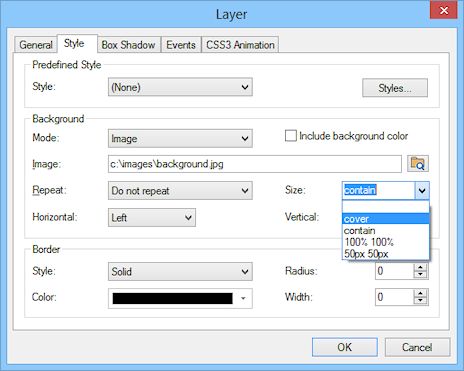 Layer
General Style Box Shadow Events CSS3 Animation
Predefined Style
Style: (None) Styles...
Background
Mode: Image Include background color
Image: c:\images\background.jpg
Repeat: Do not repeat Size: contain
Horizontal: Left Vertical:
cover
contain
100% 100%
50px 50px
Border
Style: Solid Radius: 0
Color: Width: 0
OK Cancel